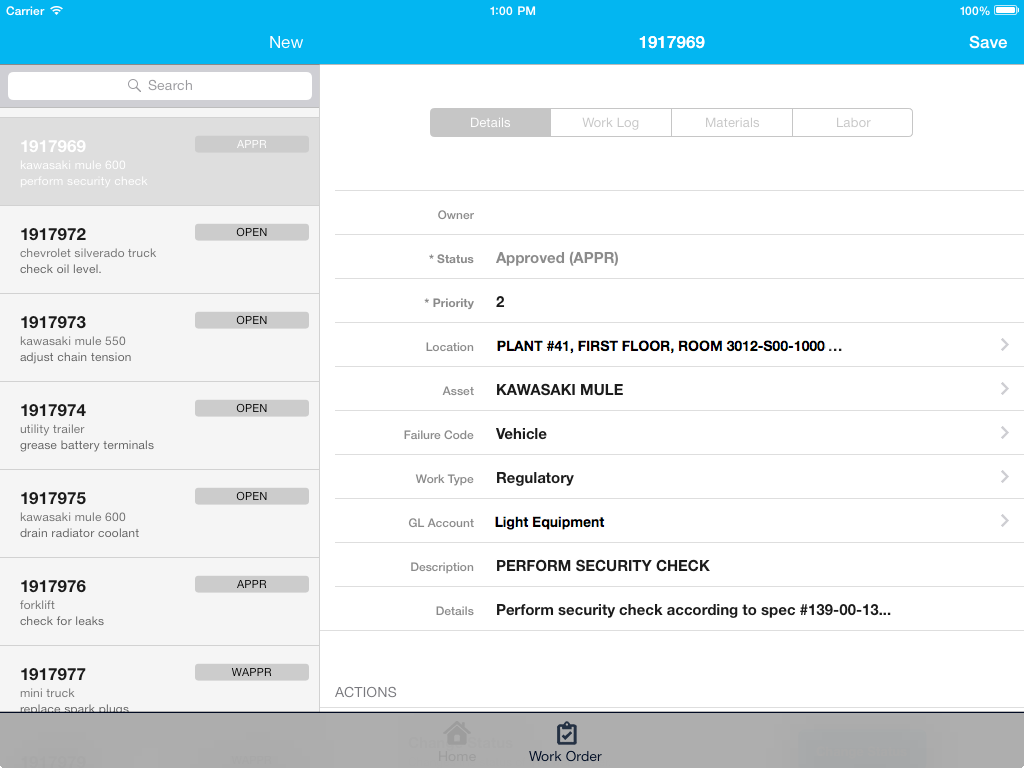 Carrier 1:00 PM 100%
New 1917969 Save
Search
1917969 APPR
kawasaki mule 600
perform security check
1917972 OPEN
chevrolet silverado truck
check oil level.
1917973 OPEN
kawasaki mule 550
adjust chain tension
1917974 OPEN
utility trailer
grease battery terminals
1917975 OPEN
kawasaki mule 600
drain radiator coolant
1917976 APPR
forklift
check for leaks
1917977 WAPPR
mini truck
replace spark plugs
Details Work Log Materials Labor
Owner
* Status Approved (APPR)
* Priority 2
Location PLANT #41, FIRST FLOOR, ROOM 3012-S00-1000 ...
Asset KAWASAKI MULE
Failure Code Vehicle
Work Type Regulatory
GL Account Light Equipment
Description PERFORM SECURITY CHECK
Details Perform security check according to spec #139-00-13...
ACTIONS
Home Work Order